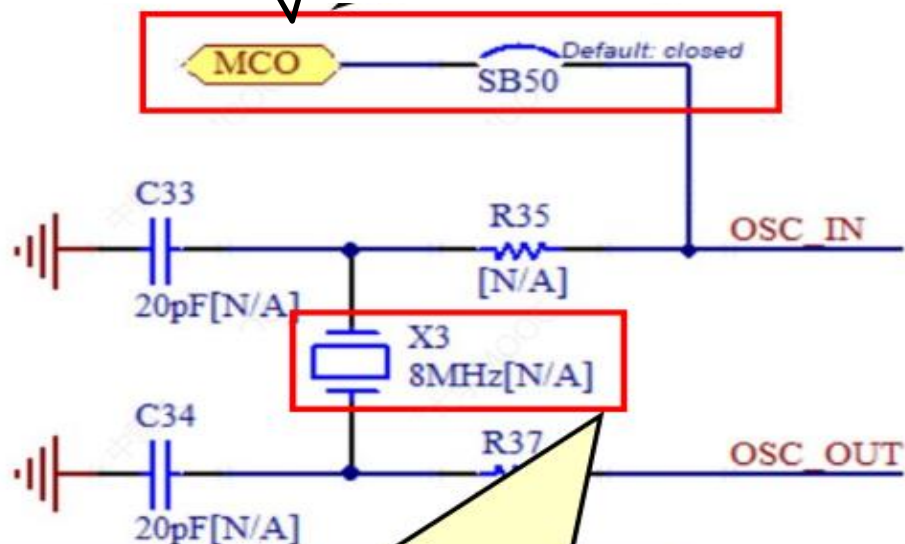 MCO
Default: closed
SB50
C33
R35
OSC_IN
[N/A]
20pF[N/A]
X3
8MHz[N/A]
C34
R37
OSC_OUT
20pF[N/A]